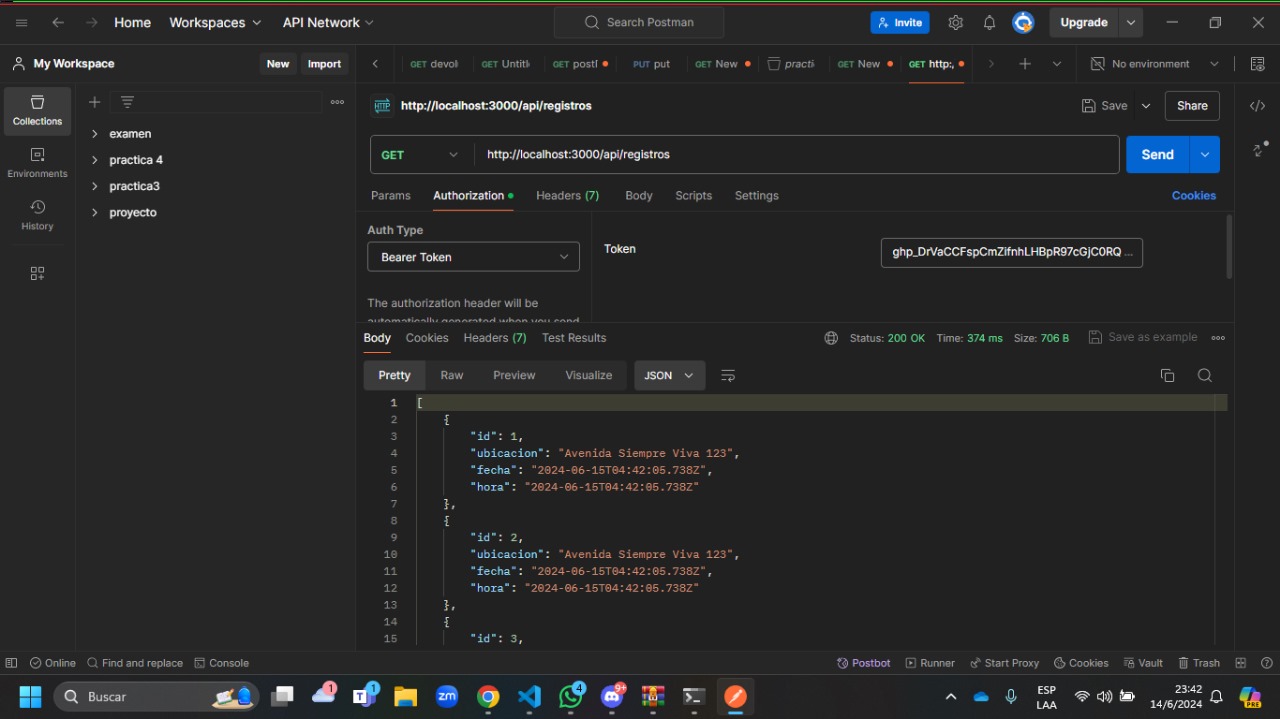 Home Workspaces API Network Search Postman Invite Upgrade
My Workspace New Import GET devol GET Untitl GET postl PUT put GET New practi GET New GET http:, No environment
Collections
Environments
History
examen
practica 4
practica3
proyecto
HTTP http://localhost:3000/api/registros Save Share
GET http://localhost:3000/api/registros Send
Params Authorization Headers (7) Body Scripts Settings Cookies
Auth Type
Bearer Token
Token ghp_DrVaCCFspCmZifnhLHBpR97cGjC0RQ ...
The authorization header will be
automatically generated when you send
Body Cookies Headers (7) Test Results Status: 200 OK Time: 374 ms Size: 706 B Save as example
Pretty Raw Preview Visualize JSON
1 [
2 {
3 "id": 1,
4 "ubicacion": "Avenida Siempre Viva 123",
5 "fecha": "2024-06-15T04:42:05.738Z",
6 "hora": "2024-06-15T04:42:05.738Z"
7 },
8 {
9 "id": 2,
10 "ubicacion": "Avenida Siempre Viva 123",
11 "fecha": "2024-06-15T04:42:05.738Z",
12 "hora": "2024-06-15T04:42:05.738Z"
13 },
14 {
15 "id": 3,
Online Find and replace Console Postbot Runner Start Proxy Cookies Vault Trash
Buscar 1 1 zm 4 9+ ESP LAA 23:42 14/6/2024 PRE